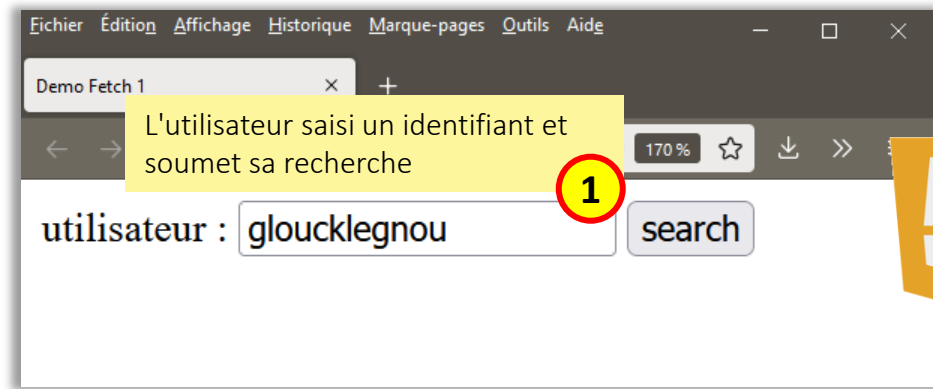 Fichier Édition Affichage Historique Marque-pages Outils Aide
Demo Fetch 1
L'utilisateur saisi un identifiant et
soumet sa recherche
170 %
1
utilisateur : gloucklegnou search